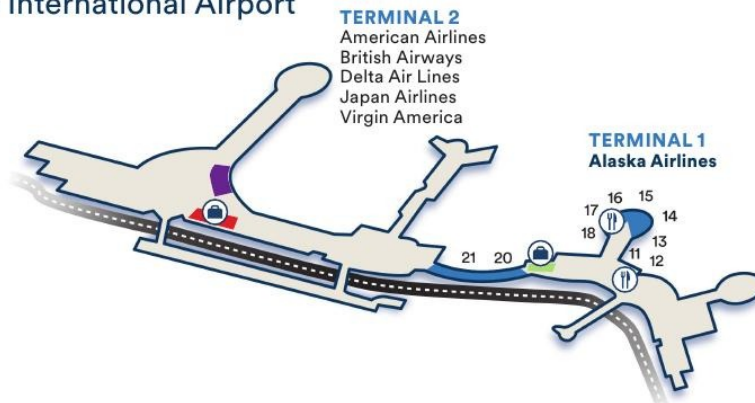 International Airport
TERMINAL 2
American Airlines
British Airways
Delta Air Lines
Japan Airlines
Virgin America
TERMINAL 1
Alaska Airlines
16
15
17
14
18
13
11
12
21
20